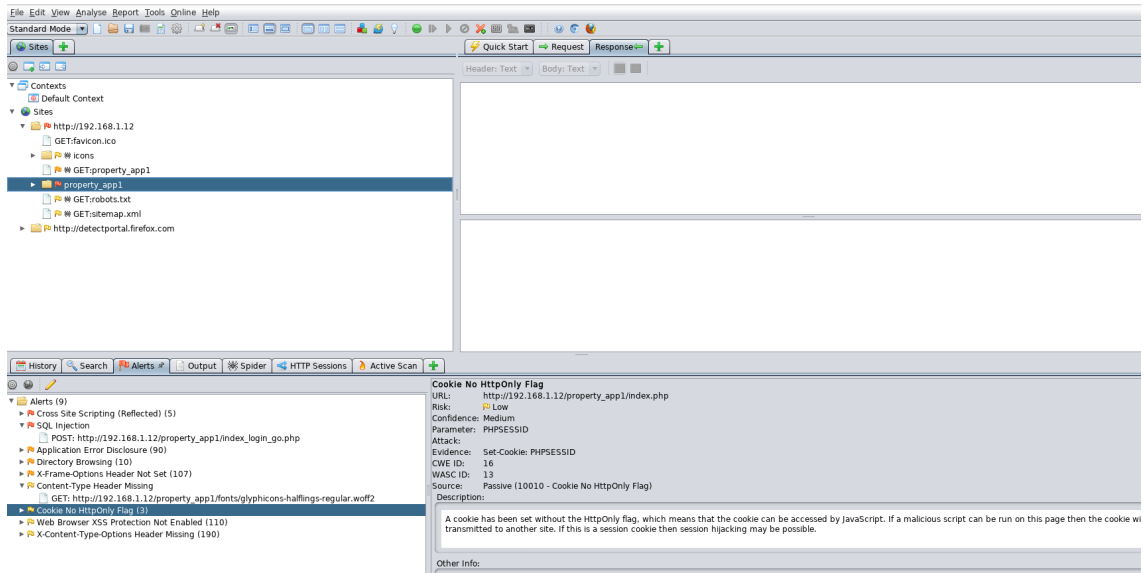 File Edit View Analyse Report Tools Online Help
Standard Mode
Sites
Quick Start Request Response
Header: Text Body: Text
Contexts
Default Context
Sites
http://192.168.1.12
GET:favicon.ico
icons
GET:property_app1
property_app1
GET:robots.txt
GET:sitemap.xml
http://detectportal.firefox.com
History Search Alerts Output Spider HTTP Sessions Active Scan
Alerts (9)
Cross Site Scripting (Reflected) (5)
SQL Injection
POST: http://192.168.1.12/property_app1/index_login_go.php
Application Error Disclosure (90)
Directory Browsing (10)
X-Frame-Options Header Not Set (107)
Content-Type Header Missing
GET: http://192.168.1.12/property_app1/fonts/glyphicons-halflings-regular.woff2
Cookie No HttpOnly Flag (3)
Web Browser XSS Protection Not Enabled (110)
X-Content-Type-Options Header Missing (190)
Cookie No HttpOnly Flag
URL: http://192.168.1.12/property_app1/index.php
Risk: Low
Confidence: Medium
Parameter: PHPSESSID
Attack:
Evidence: Set-Cookie: PHPSESSID
CWE ID: 16
WASC ID: 13
Source: Passive (10010 - Cookie No HttpOnly Flag)
Description:
A cookie has been set without the HttpOnly flag, which means that the cookie can be accessed by JavaScript. If a malicious script can be run on this page then the cookie wi
transmitted to another site. If this is a session cookie then session hijacking may be possible.
Other Info: